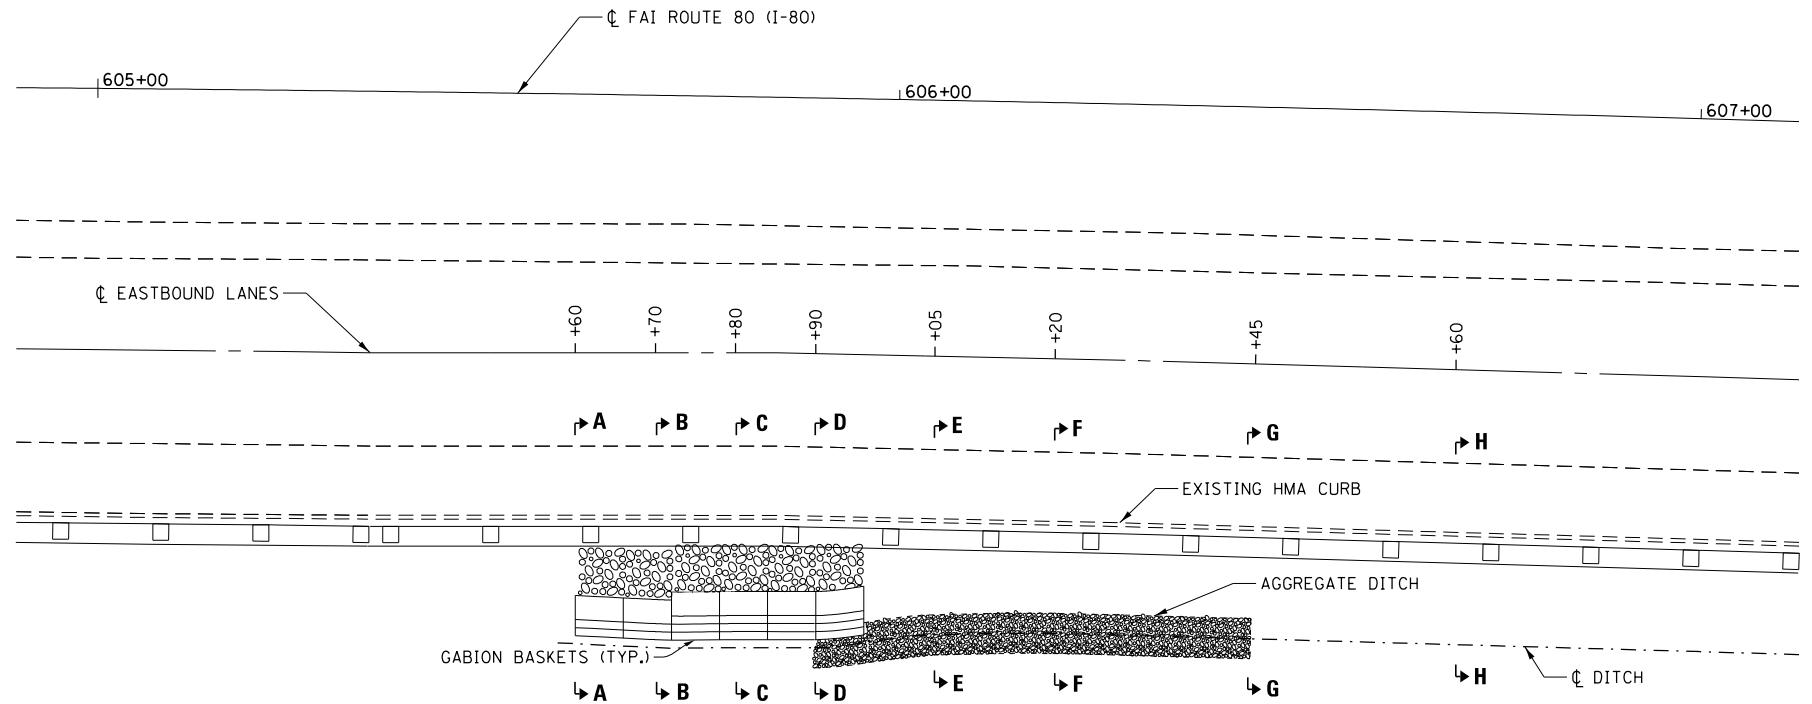 ℄ FAI ROUTE 80 (I-80)
605+00
606+00
607+00
℄ EASTBOUND LANES
+60
+70
+80
+90
+05
+20
+45
+60
A
B
C
D
E
F
G
H
EXISTING HMA CURB
AGGREGATE DITCH
GABION BASKETS (TYP.)
℄ DITCH
A
B
C
D
E
F
G
H